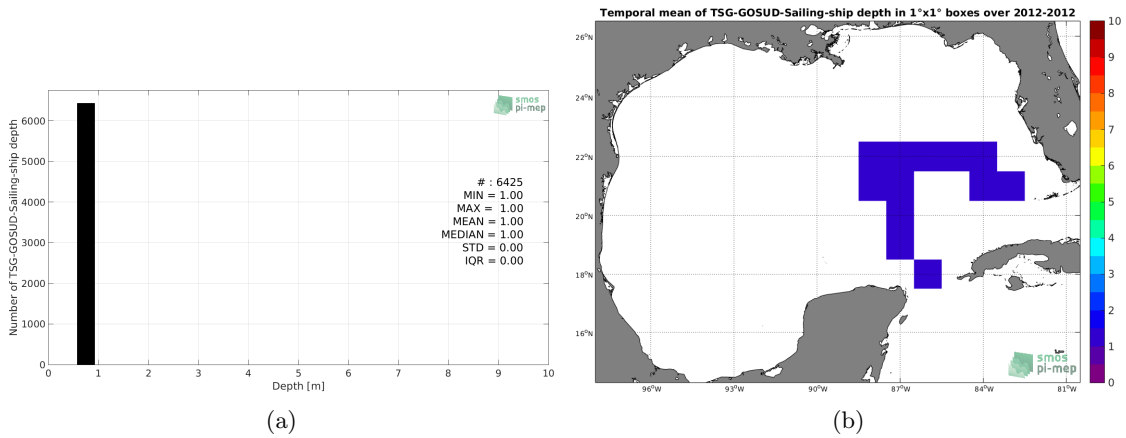 Number of TSG-GOSUD-Sailing-ship depth
6000
5000
4000
3000
2000
1000
0
smos
pi-mep
# : 6425
MIN = 1.00
MAX = 1.00
MEAN = 1.00
MEDIAN = 1.00
STD = 0.00
IQR = 0.00
0 1 2 3 4 5 6 7 8 9 10
Depth [m]
(a)
Temporal mean of TSG-GOSUD-Sailing-ship depth in 1°x1° boxes over 2012-2012
26°N
24°N
22°N
20°N
18°N
16°N
96°W 93°W 90°W 87°W 84°W 81°W
smos
pi-mep
10
9
8
7
6
5
4
3
2
1
0
(b)